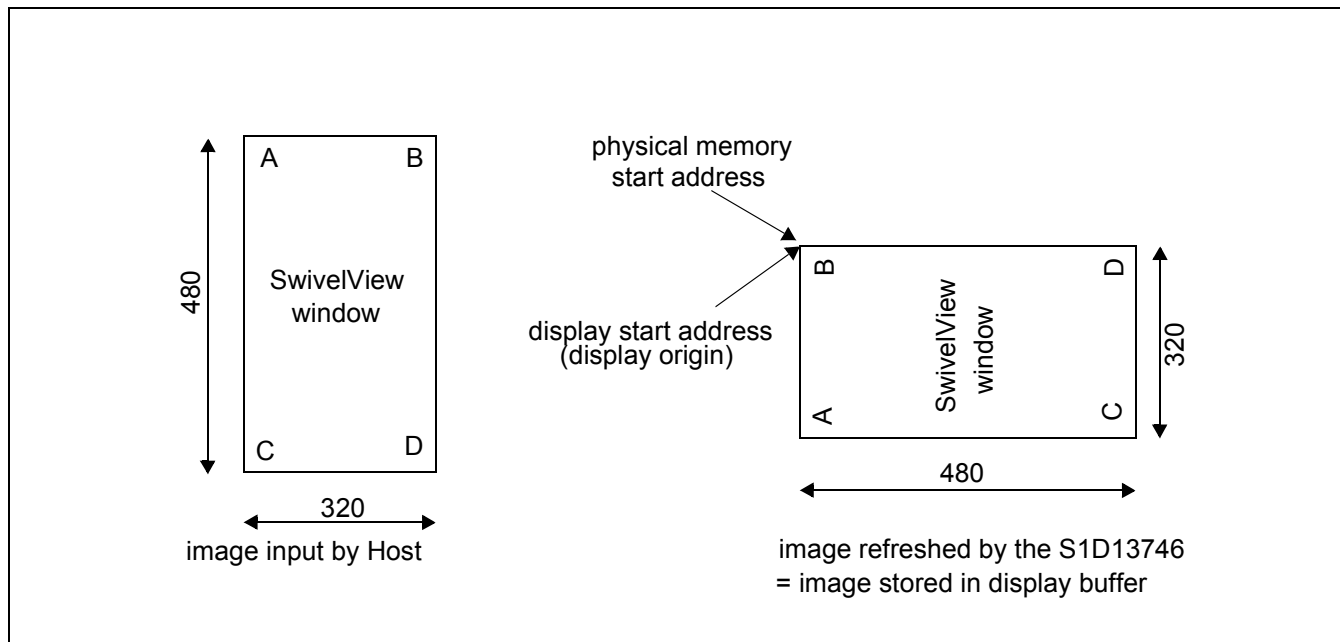 A B
SwivelView
window
480
C D
320
image input by Host
physical memory
start address
display start address
(display origin)
B D
SwivelView
window
A C
320
480
image refreshed by the S1D13746
= image stored in display buffer